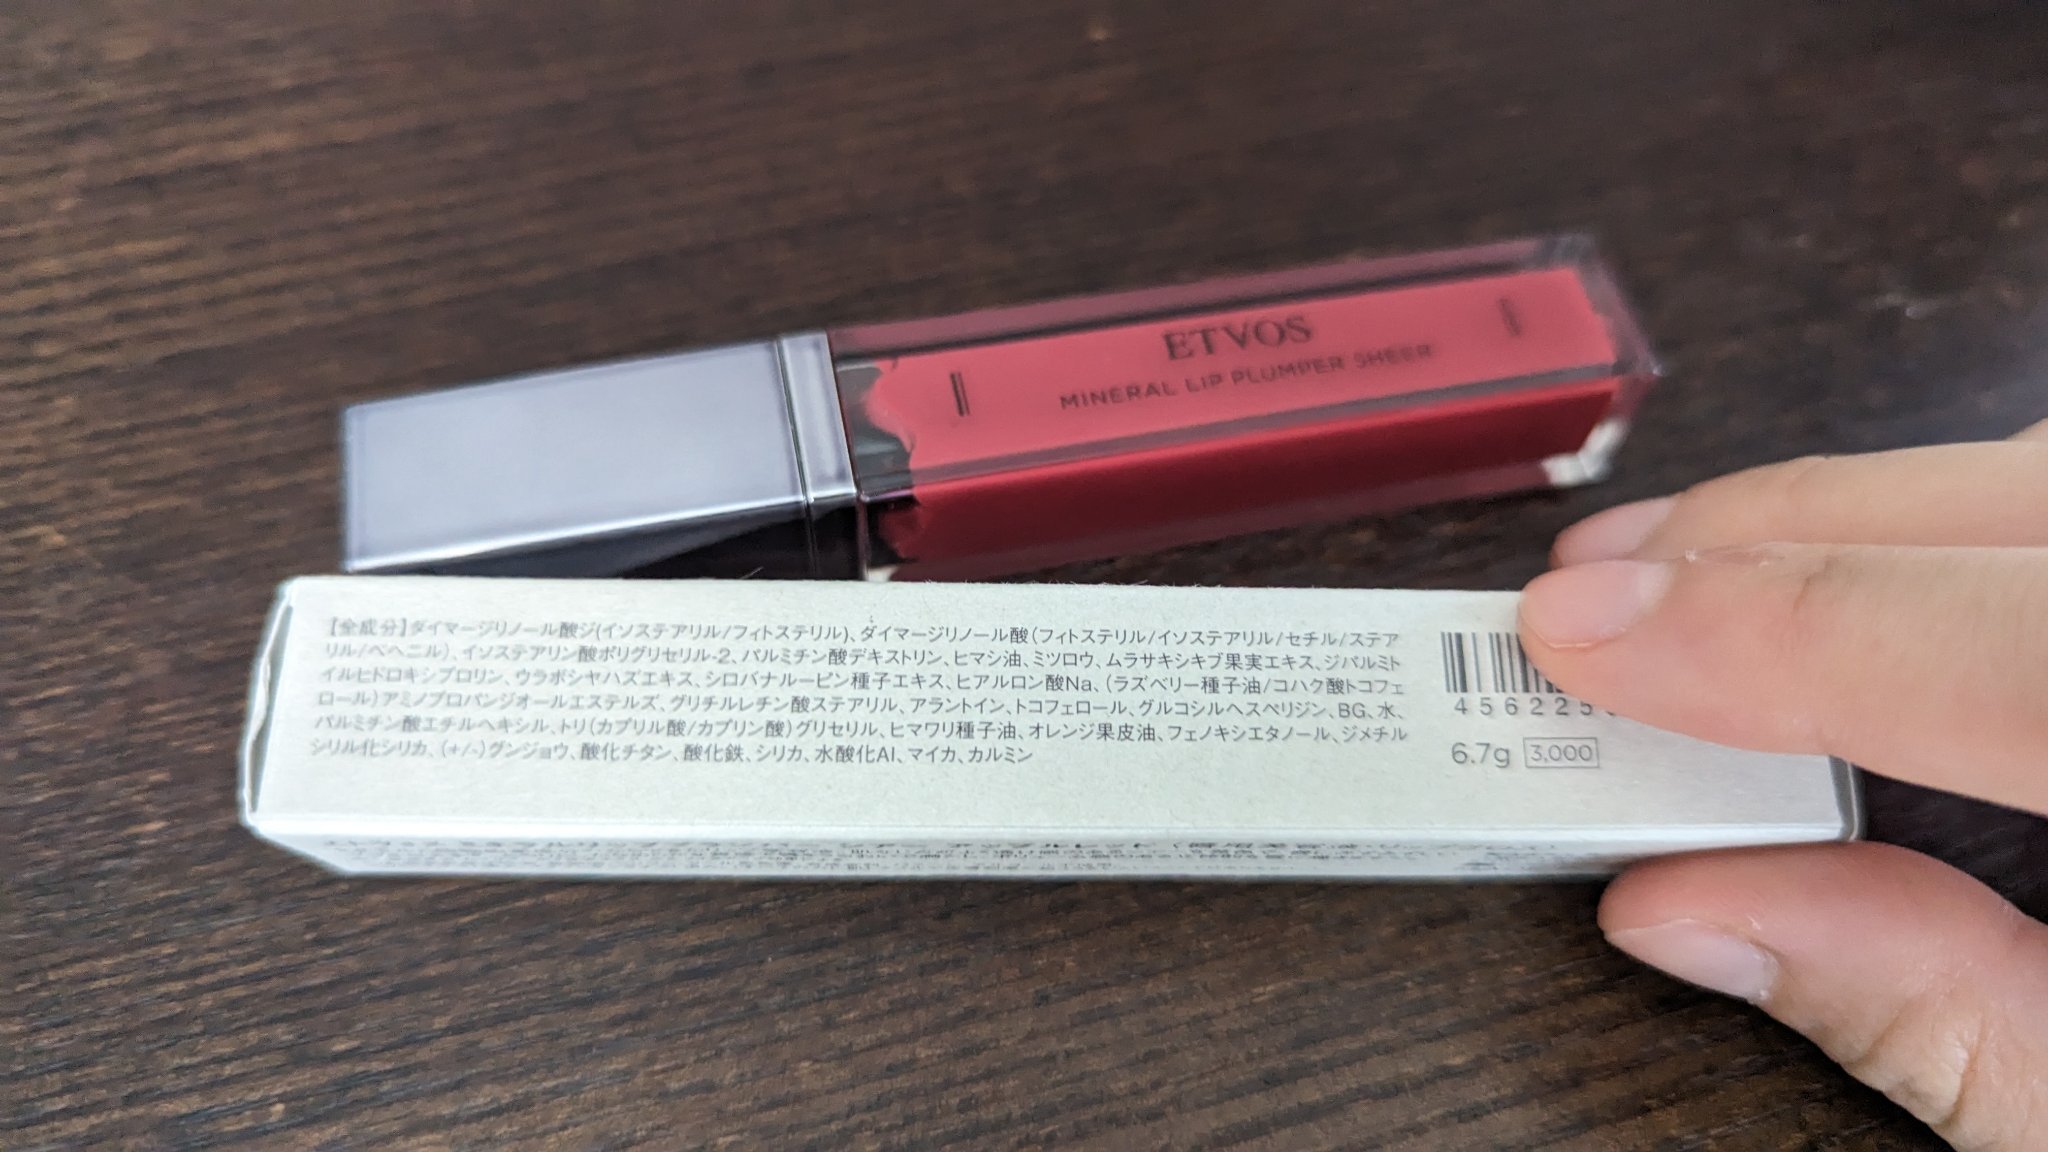 ETVOS
MINERAL LIP PLUMPER SHEER
【全成分】ダイマージリノール酸ジ(イソステアリル/フィトステリル)、ダイマージリノール酸(フィトステリル/イソステアリル/セチル/ステア
リル/ベヘニル)、イソステアリン酸ポリグリセリル-2、パルミチン酸デキストリン、ヒマシ油、ミツロウ、ムラサキシキブ果実エキス、ジパルミト
イルヒドロキシプロリン、ウラボシヤハズエキス、シロバナルーピン種子エキス、ヒアルロン酸Na、(ラズベリー種子油/コハク酸トコフェ
ロール)アミノプロパンジオールエステルズ、グリチルレチン酸ステアリル、アラントイン、トコフェロール、グルコシルヘスペリジン、BG、水、
パルミチン酸エチルヘキシル、トリ(カプリル酸/カプリン酸)グリセリル、ヒマワリ種子油、オレンジ果皮油、フェノキシエタノール、ジメチル
シリル化シリカ、(+/-)グンジョウ、酸化チタン、酸化鉄、シリカ、水酸化Al、マイカ、カルミン
456225
6.7g 3,000